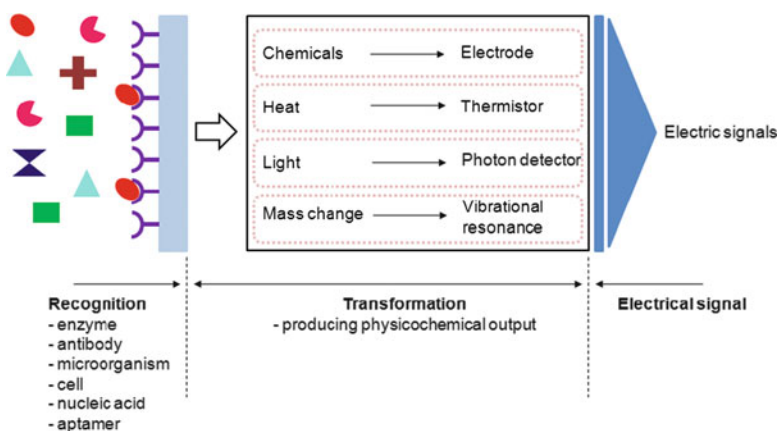 Chemicals
Electrode
Heat
Thermistor
Light
Photon detector
Mass change
Vibrational
resonance
Electric signals
Recognition
- enzyme
- antibody
- microorganism
- cell
- nucleic acid
- aptamer
Transformation
- producing physicochemical output
Electrical signal